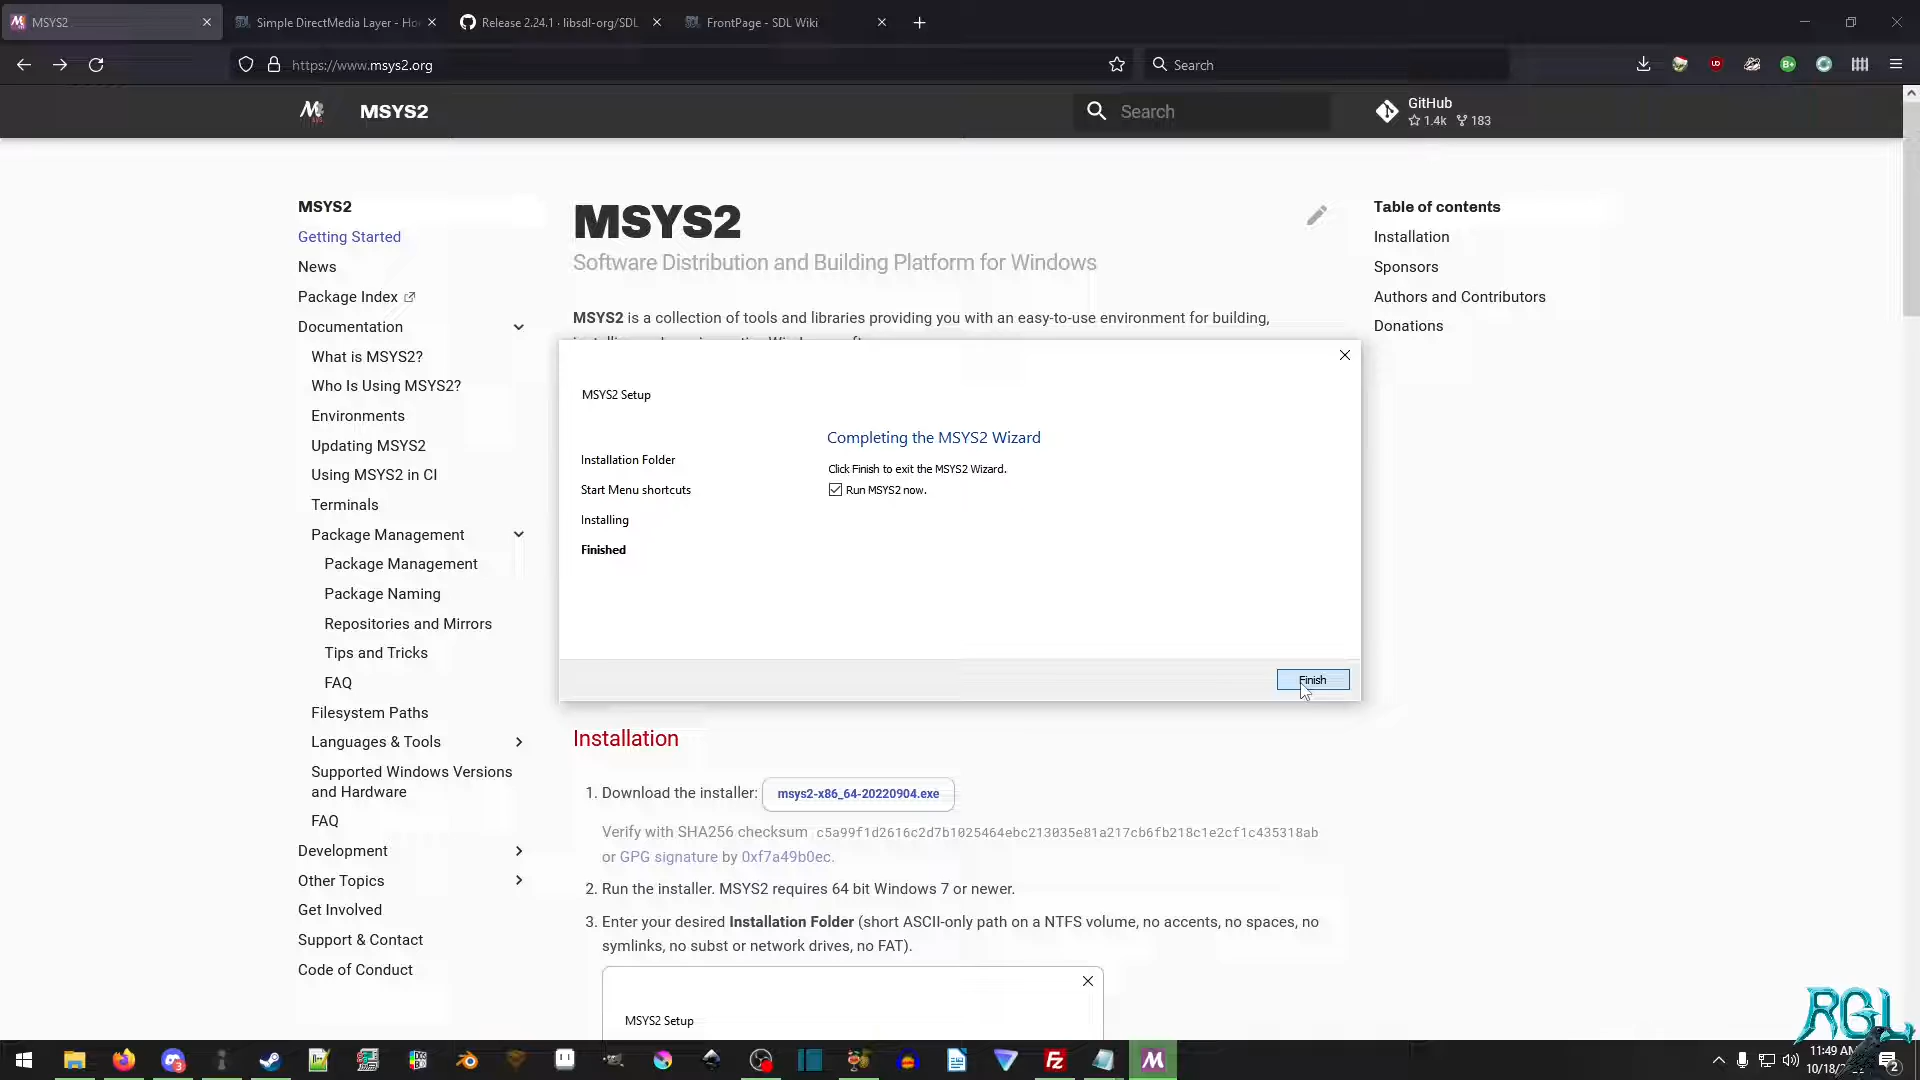 MSYS2
Simple DirectMedia Layer - Ho
Release 2.24.1 · libsdl-org/SDL
FrontPage - SDL Wiki
https://www.msys2.org
Search
MSYS2
Search
GitHub
1.4k 183
MSYS2
Getting Started
News
Package Index
Documentation
What is MSYS2?
Who Is Using MSYS2?
Environments
Updating MSYS2
Using MSYS2 in CI
Terminals
Package Management
Package Management
Package Naming
Repositories and Mirrors
Tips and Tricks
FAQ
Filesystem Paths
Languages & Tools
Supported Windows Versions
and Hardware
FAQ
Development
Other Topics
Get Involved
Support & Contact
Code of Conduct
MSYS2
Software Distribution and Building Platform for Windows
MSYS2 is a collection of tools and libraries providing you with an easy-to-use environment for building,
MSYS2 Setup
Installation Folder
Start Menu shortcuts
Installing
Finished
Completing the MSYS2 Wizard
Click Finish to exit the MSYS2 Wizard.
Run MSYS2 now.
Finish
Installation
1. Download the installer: msys2-x86_64-20220904.exe
Verify with SHA256 checksum c5a99f1d2616c2d7b1025464ebc213035e81a217cb6fb218c1e2cf1c435318ab
or GPG signature by 0xf7a49b0ec.
2. Run the installer. MSYS2 requires 64 bit Windows 7 or newer.
3. Enter your desired Installation Folder (short ASCII-only path on a NTFS volume, no accents, no spaces, no
symlinks, no subst or network drives, no FAT).
MSYS2 Setup
Table of contents
Installation
Sponsors
Authors and Contributors
Donations
RGL
11:49 AM
10/18/
2